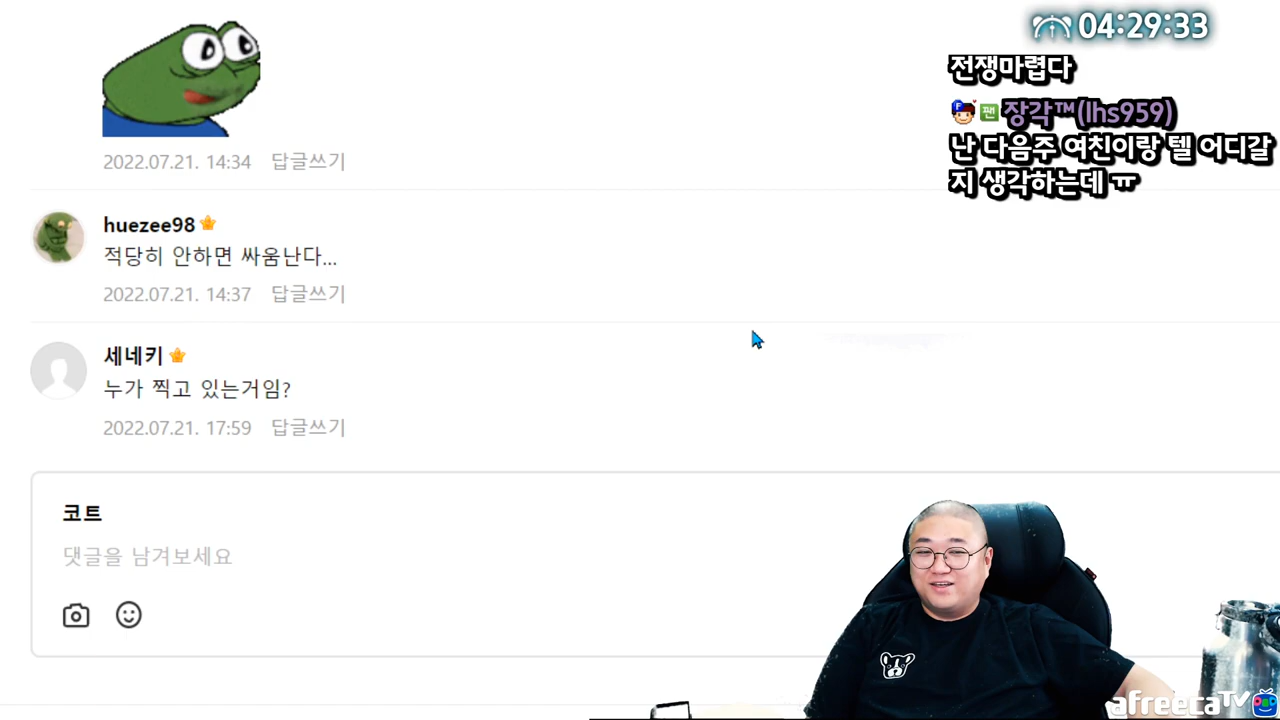 04:29:33
전쟁마렵다
F 팬 장각™(lhs959)
난 다음주 여친이랑 텔 어디갈
지 생각하는데 ㅠ
2022.07.21. 14:34 답글쓰기
huezee98
적당히 안하면 싸움난다...
2022.07.21. 14:37 답글쓰기
세네키
누가 찍고 있는거임?
2022.07.21. 17:59 답글쓰기
코트
댓글을 남겨보세요
afreecaTV